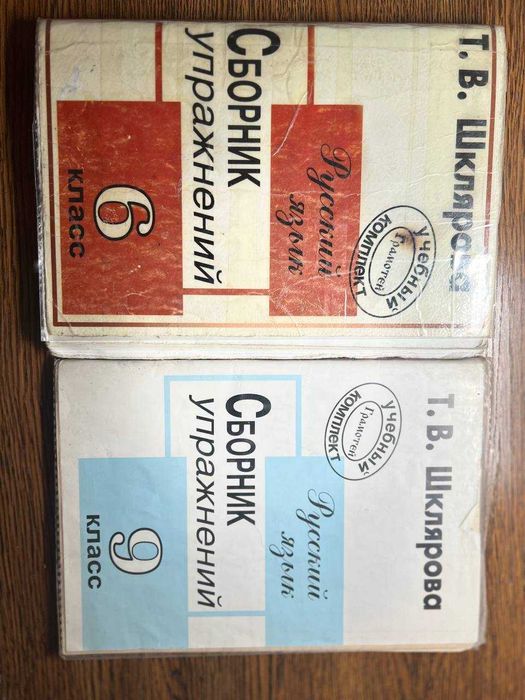 Т. В. Шклярова
УЧЕБНЫЙ
Грамотей
КОМПЛЕКТ
Русский
язык
СБОРНИК
упражнений
6
класс
Т. В. Шклярова
УЧЕБНЫЙ
Грамотей
КОМПЛЕКТ
Русский
язык
СБОРНИК
упражнений
9
класс